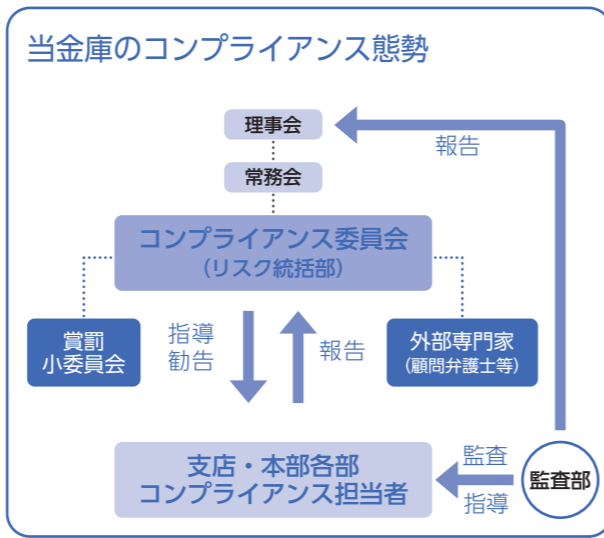 当金庫のコンプライアンス態勢
理事会
報告
常務会
コンプライアンス委員会
（リスク統括部）
賞罰
小委員会
指導
勧告
報告
外部専門家
（顧問弁護士等）
支店・本部各部
コンプライアンス担当者
監査
指導
監査部